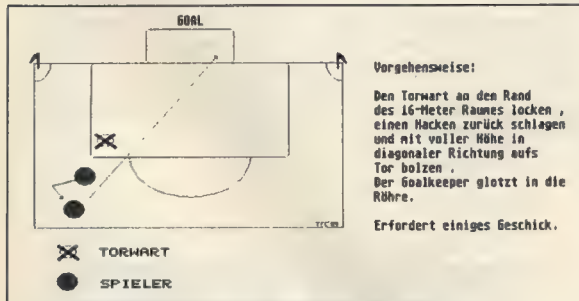 GOAL
Vorgehensweise:
Den Torwart an den Rand
des 16-Meter Raumes locken ,
einen Hacken zurück schlagen
und mit voller Höhe in
diagonaler Richtung aufs
Tor bolzen .
Der Goalkeeper glotzt in die
Röhre.
Erfordert einiges Geschick.
TORWART
SPIELER